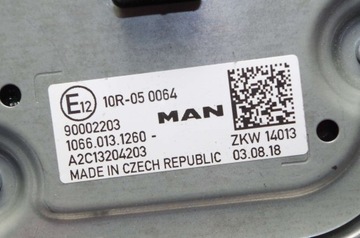 E12 10R-05 0064
90002203 MAN
1066.013.1260 - ZKW 14013
A2C13204203 03.08.18
MADE IN CZECH REPUBLIC